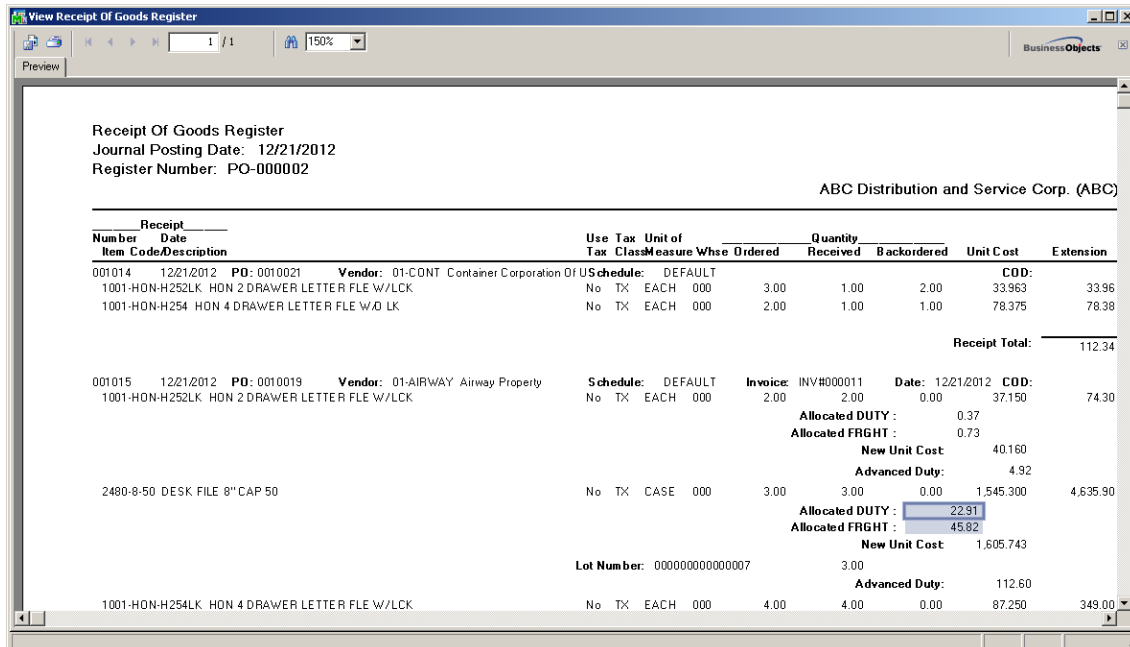 View Receipt Of Goods Register
1 / 1 150%
BusinessObjects
Preview
Receipt Of Goods Register
Journal Posting Date: 12/21/2012
Register Number: PO-000002
ABC Distribution and Service Corp. (ABC)
Receipt
Number Date Use Tax Unit of Quantity
Item Code/Description Tax Class Measure Whse Ordered Received Backordered Unit Cost Extension
001014 12/21/2012 PO: 0010021 Vendor: 01-CONT Container Corporation Of U Schedule: DEFAULT COD:
1001-HON-H252LK HON 2 DRAWER LETTER FLE W/LCK No TX EACH 000 3.00 1.00 2.00 33.963 33.96
1001-HON-H254 HON 4 DRAWER LETTER FLE W/O LK No TX EACH 000 2.00 1.00 1.00 78.375 78.38
Receipt Total: 112.34
001015 12/21/2012 PO: 0010019 Vendor: 01-AIRWAY Airway Property Schedule: DEFAULT Invoice: INV#000011 Date: 12/21/2012 COD:
1001-HON-H252LK HON 2 DRAWER LETTER FLE W/LCK No TX EACH 000 2.00 2.00 0.00 37.150 74.30
Allocated DUTY : 0.37
Allocated FRGHT : 0.73
New Unit Cost: 40.160
Advanced Duty: 4.92
2480-8-50 DESK FILE 8" CAP 50 No TX CASE 000 3.00 3.00 0.00 1,545.300 4,635.90
Allocated DUTY : 22.91
Allocated FRGHT : 45.82
New Unit Cost: 1,605.743
Lot Number: 000000000000007 3.00
Advanced Duty: 112.60
1001-HON-H254LK HON 4 DRAWER LETTER FLE W/LCK No TX EACH 000 4.00 4.00 0.00 87.250 349.00